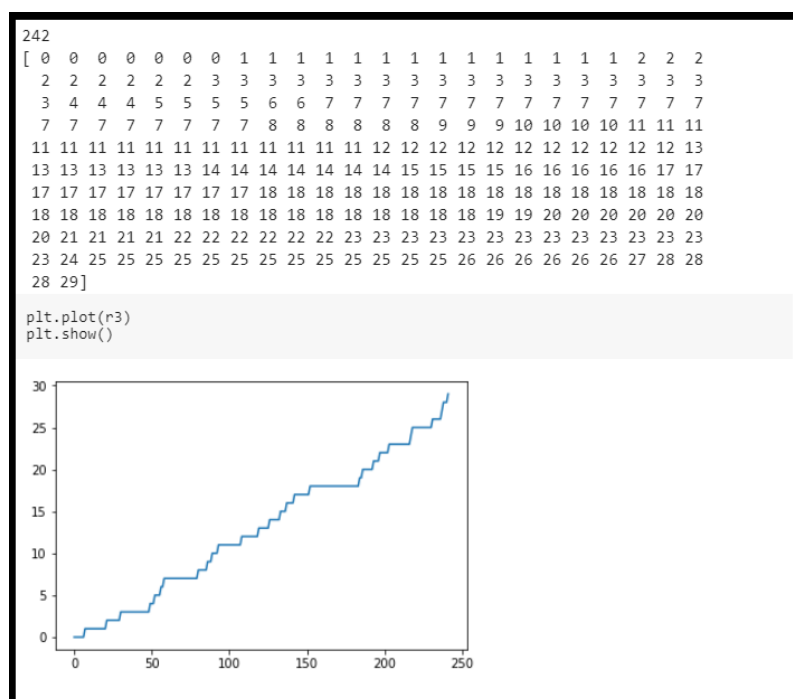 242
[ 0 0 0 0 0 0 0 1 1 1 1 1 1 1 1 1 1 1 1 1 1 2 2 2
2 2 2 2 2 2 3 3 3 3 3 3 3 3 3 3 3 3 3 3 3 3 3 3
3 4 4 4 5 5 5 5 6 6 7 7 7 7 7 7 7 7 7 7 7 7 7 7
7 7 7 7 7 7 7 7 8 8 8 8 8 8 9 9 9 10 10 10 10 11 11 11
11 11 11 11 11 11 11 11 11 11 11 11 12 12 12 12 12 12 12 12 12 12 12 13
13 13 13 13 13 13 14 14 14 14 14 14 14 15 15 15 15 16 16 16 16 16 17 17
17 17 17 17 17 17 17 17 18 18 18 18 18 18 18 18 18 18 18 18 18 18 18 18
18 18 18 18 18 18 18 18 18 18 18 18 18 18 18 18 19 19 20 20 20 20 20 20
20 21 21 21 21 22 22 22 22 22 22 23 23 23 23 23 23 23 23 23 23 23 23 23
23 24 25 25 25 25 25 25 25 25 25 25 25 25 25 26 26 26 26 26 26 27 28 28
28 29]
plt.plot(r3)
plt.show()
30
25
20
15
10
5
0
0 50 100 150 200 250